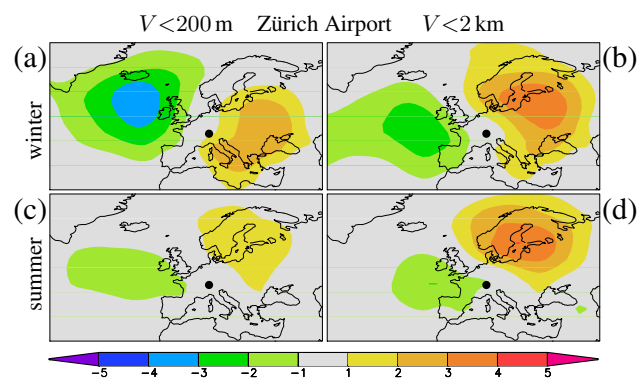 V<200 m Zürich Airport V<2 km
(a) (b)
winter
(c) (d)
summer
-5 -4 -3 -2 -1 1 2 3 4 5